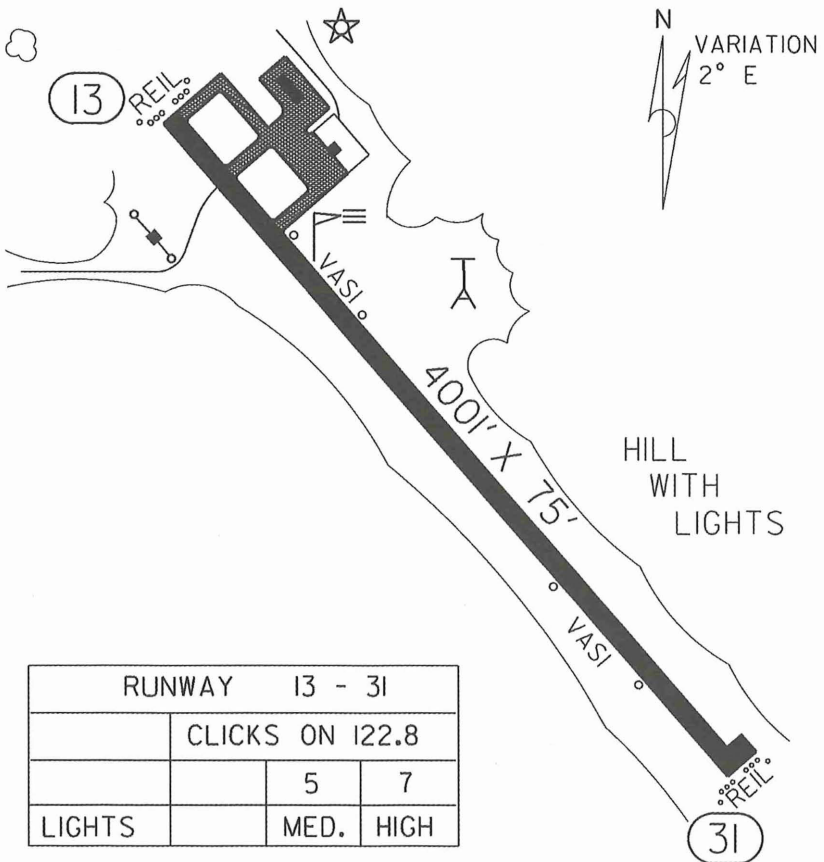 N
VARIATION
2° E
13
REIL
VASI
4001' X 75'
HILL
WITH
LIGHTS
VASI
REIL
31
RUNWAY 13 - 31
CLICKS ON 122.8
5 7
LIGHTS MED. HIGH